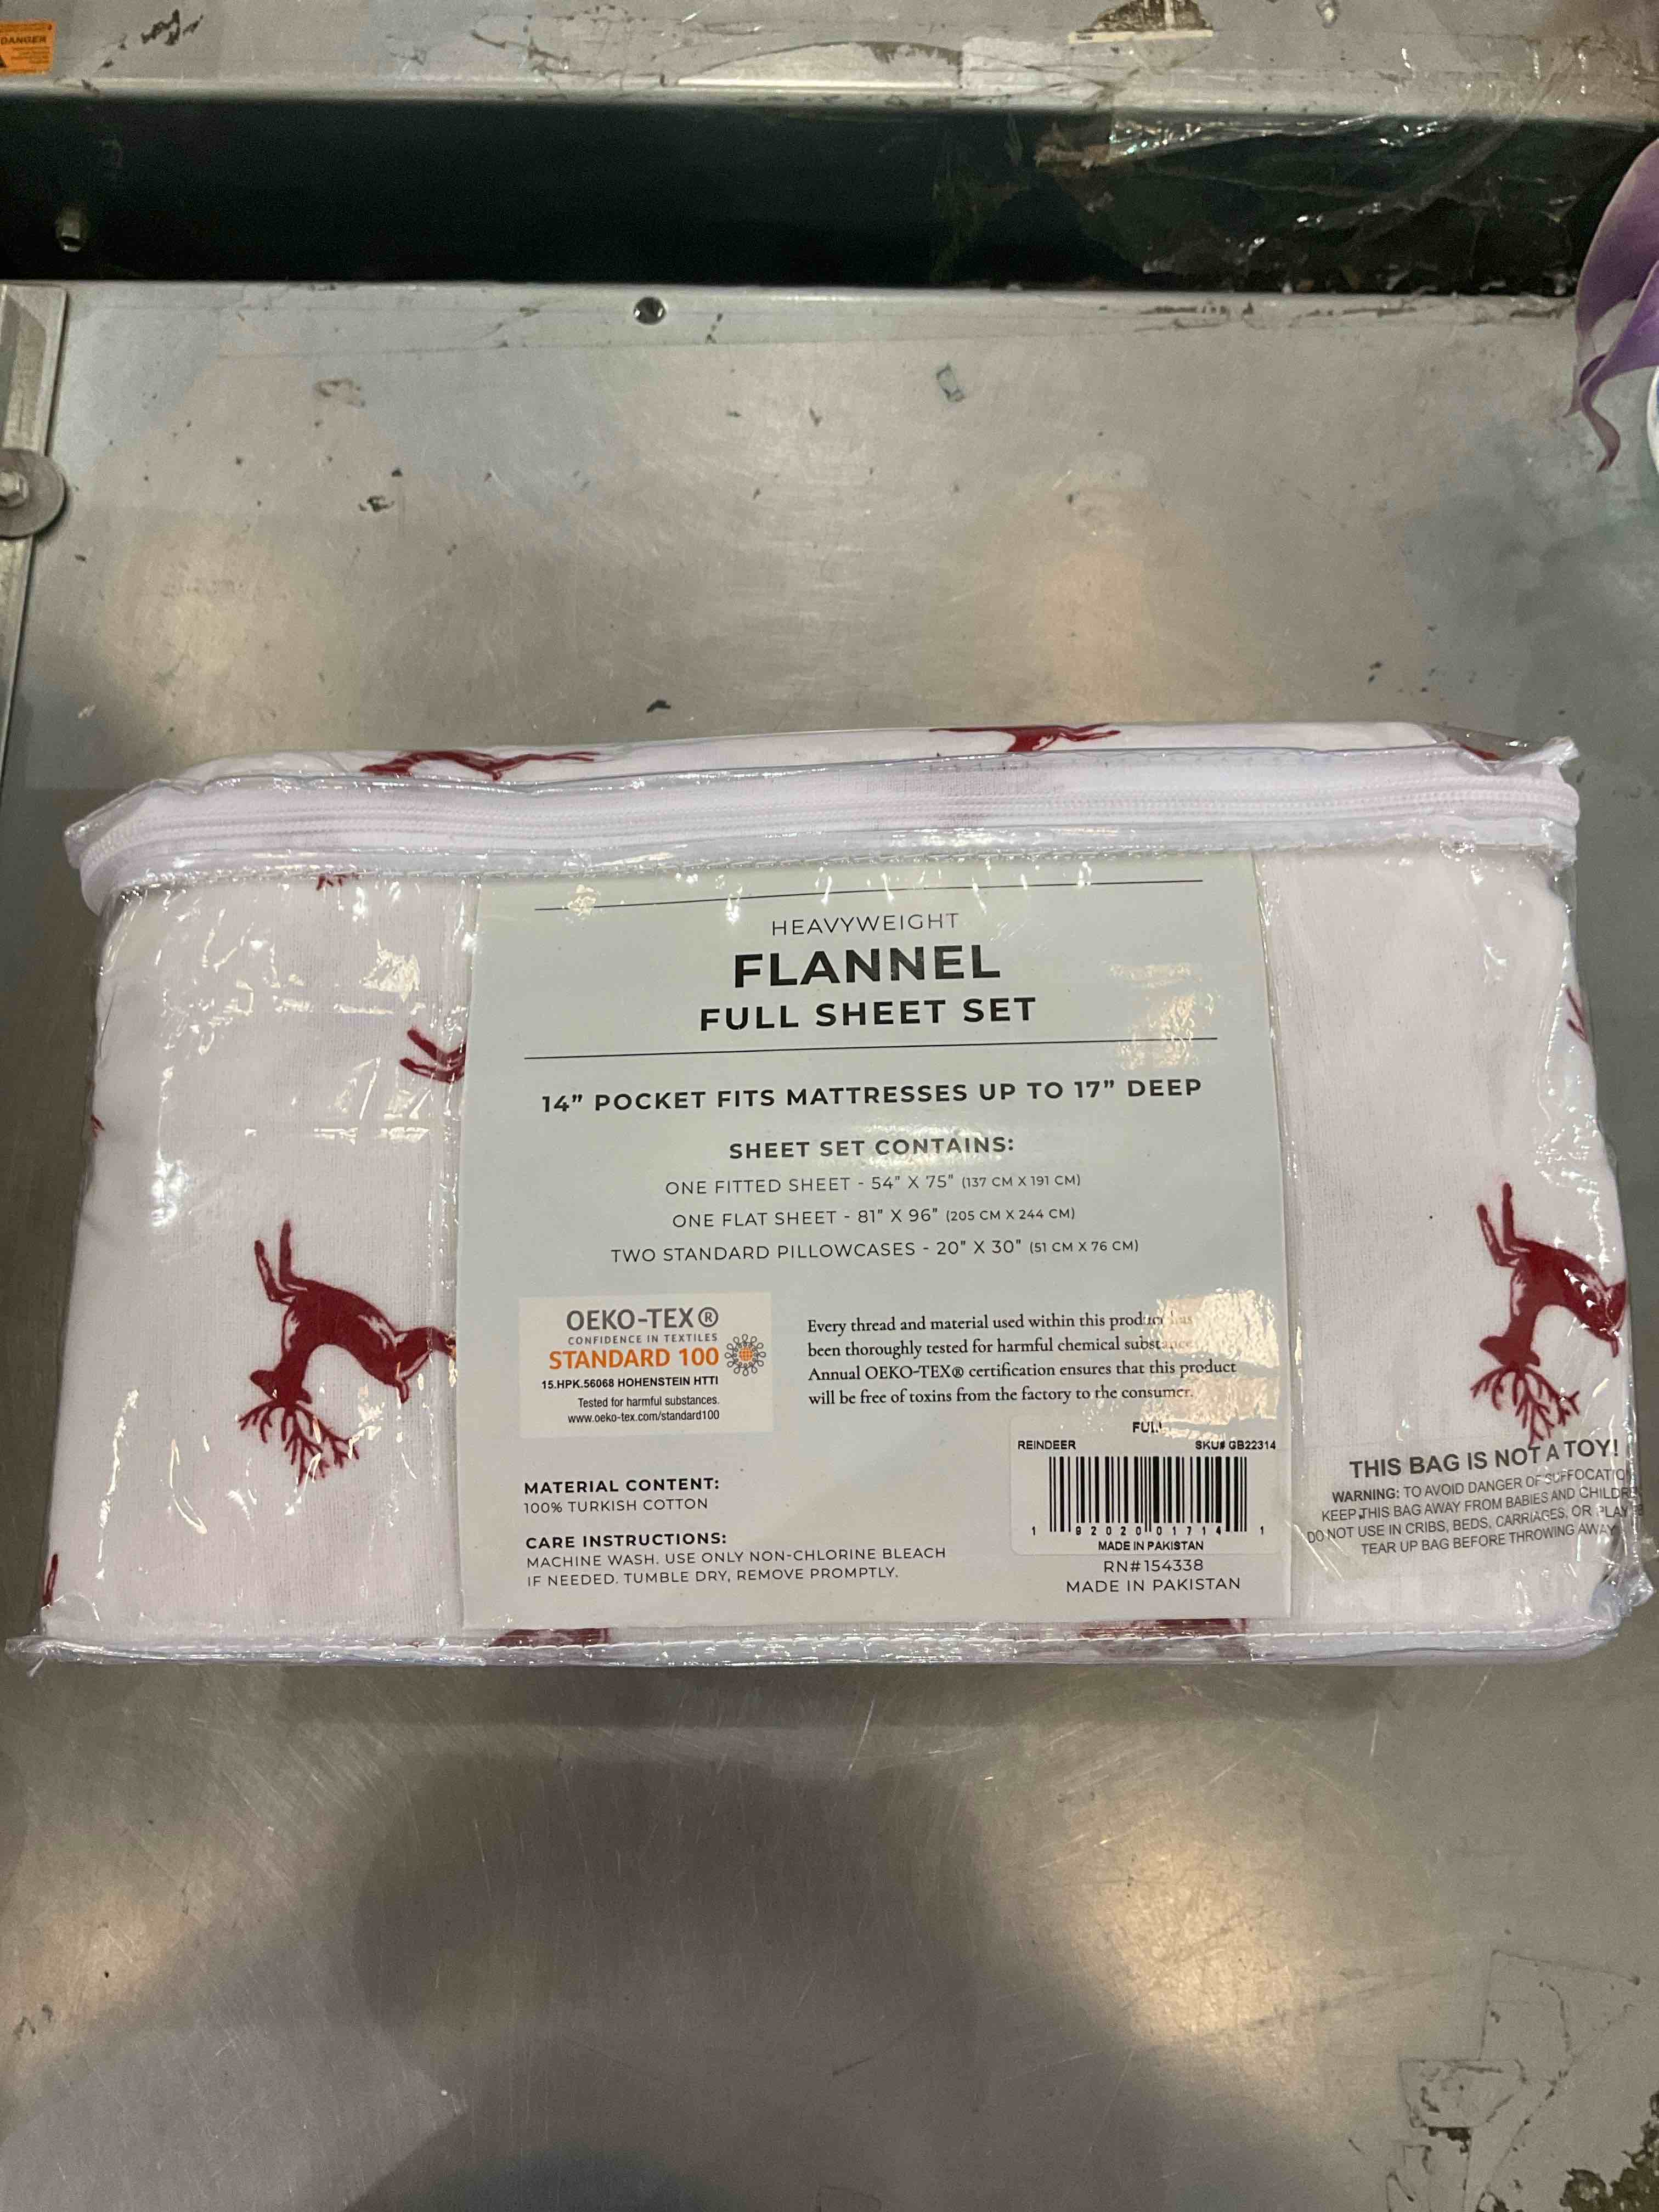 DANGER
HEAVYWEIGHT
FLANNEL
FULL SHEET SET
14” POCKET FITS MATTRESSES UP TO 17” DEEP
SHEET SET CONTAINS:
ONE FITTED SHEET - 54” X 75” (137 CM X 191 CM)
ONE FLAT SHEET - 81” X 96” (205 CM X 244 CM)
TWO STANDARD PILLOWCASES - 20” X 30” (51 CM X 76 CM)
OEKO-TEX®
CONFIDENCE IN TEXTILES
STANDARD 100
15.HPK.56068 HOHENSTEIN HTTI
Tested for harmful substances.
www.oeko-tex.com/standard100
Every thread and material used within this product has
been thoroughly tested for harmful chemical substance
Annual OEKO-TEX® certification ensures that this product
will be free of toxins from the factory to the consumer.
FULL
REINDEER SKU# GB22314
1 92020 01714 1
MADE IN PAKISTAN
RN#154338
MADE IN PAKISTAN
MATERIAL CONTENT:
100% TURKISH COTTON
CARE INSTRUCTIONS:
MACHINE WASH. USE ONLY NON-CHLORINE BLEACH
IF NEEDED. TUMBLE DRY, REMOVE PROMPTLY.
THIS BAG IS NOT A TOY!
WARNING: TO AVOID DANGER OF SUFFOCATIO
KEEP THIS BAG AWAY FROM BABIES AND CHILDRE
DO NOT USE IN CRIBS, BEDS, CARRIAGES, OR PLAY
TEAR UP BAG BEFORE THROWING AWAY